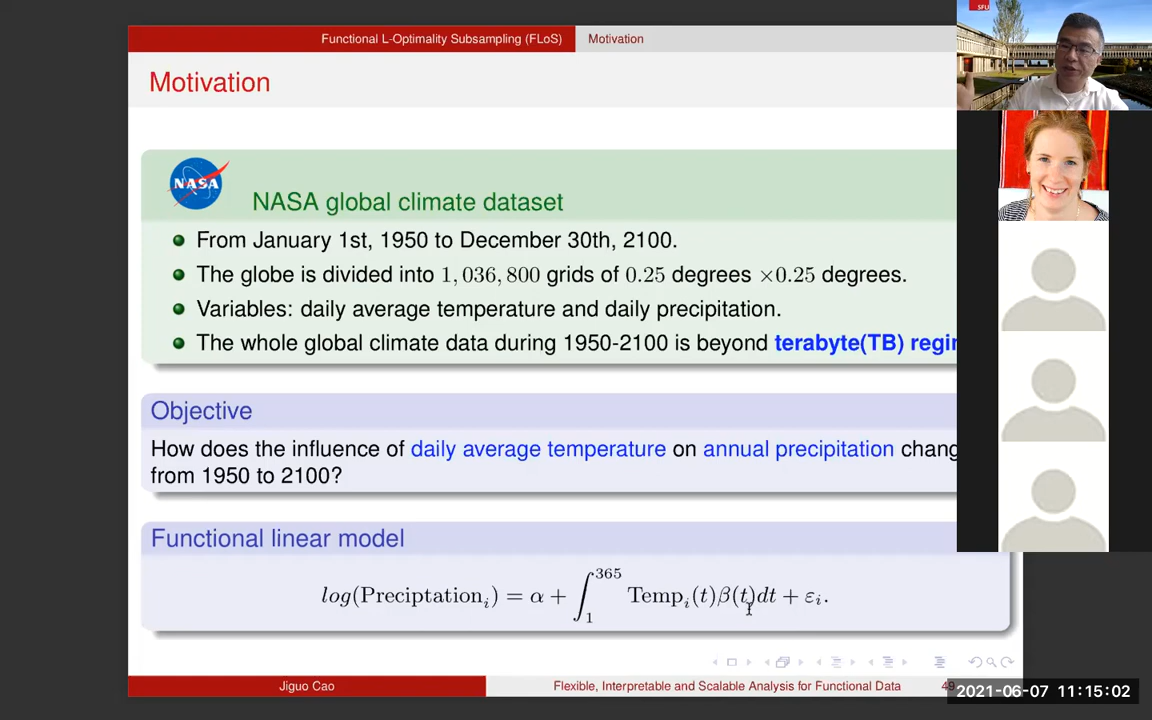 Functional L-Optimality Subsampling (FLoS) Motivation
Motivation
NASA
NASA global climate dataset
From January 1st, 1950 to December 30th, 2100.
The globe is divided into 1,036,800 grids of 0.25 degrees ×0.25 degrees.
Variables: daily average temperature and daily precipitation.
The whole global climate data during 1950-2100 is beyond terabyte(TB)
Objective
How does the influence of daily average temperature on annual precipitation
from 1950 to 2100?
Functional linear model
log(Preciptation_i) = α + ∫_1^365 Temp_i(t)β(t)dt + ε_i.
Jiguo Cao Flexible, Interpretable and Scalable Analysis for Functional Data
SFU
2021-06-07 11:15:02